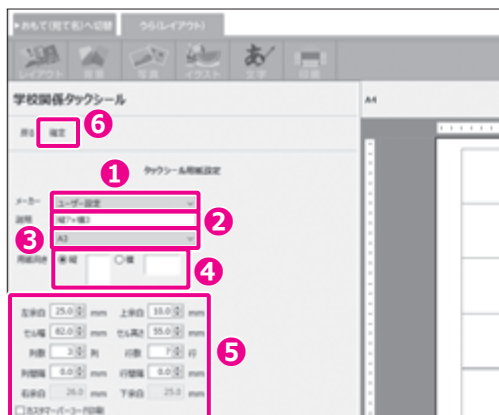 ▸おもて(宛て名)へ切替 うら(レイアウト)
レイアウト 背景 写真 イラスト 文字 印刷
学校関係タックシール
A4
戻る 確定 6
1 タックシール用紙設定
メーカー ユーザー設定
説明 縦7×横3 2
3 A3
用紙向き 縦 横 4
左余白 25.0 mm 上余白 10.0 mm
セル幅 82.0 mm セル高さ 55.0 mm 5
列数 3 列 行数 7 行
列間隔 0.0 mm 行間隔 0.0 mm
右余白 26.0 mm 下余白 25.0 mm
カスタマーバーコード印刷